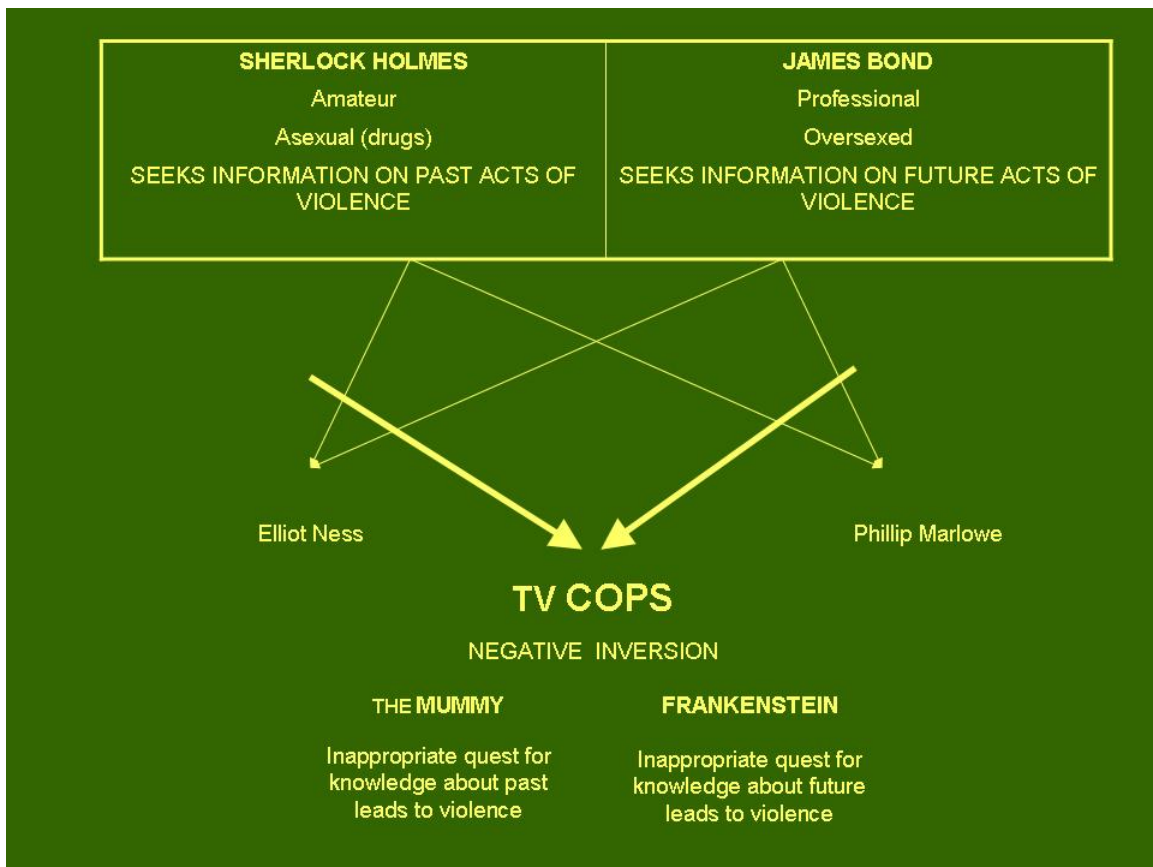 SHERLOCK HOLMES
Amateur
Asexual (drugs)
SEEKS INFORMATION ON PAST ACTS OF
VIOLENCE
JAMES BOND
Professional
Oversexed
SEEKS INFORMATION ON FUTURE ACTS OF
VIOLENCE
Elliot Ness
Phillip Marlowe
TV COPS
NEGATIVE INVERSION
THE MUMMY
Inappropriate quest for
knowledge about past
leads to violence
FRANKENSTEIN
Inappropriate quest for
knowledge about future
leads to violence